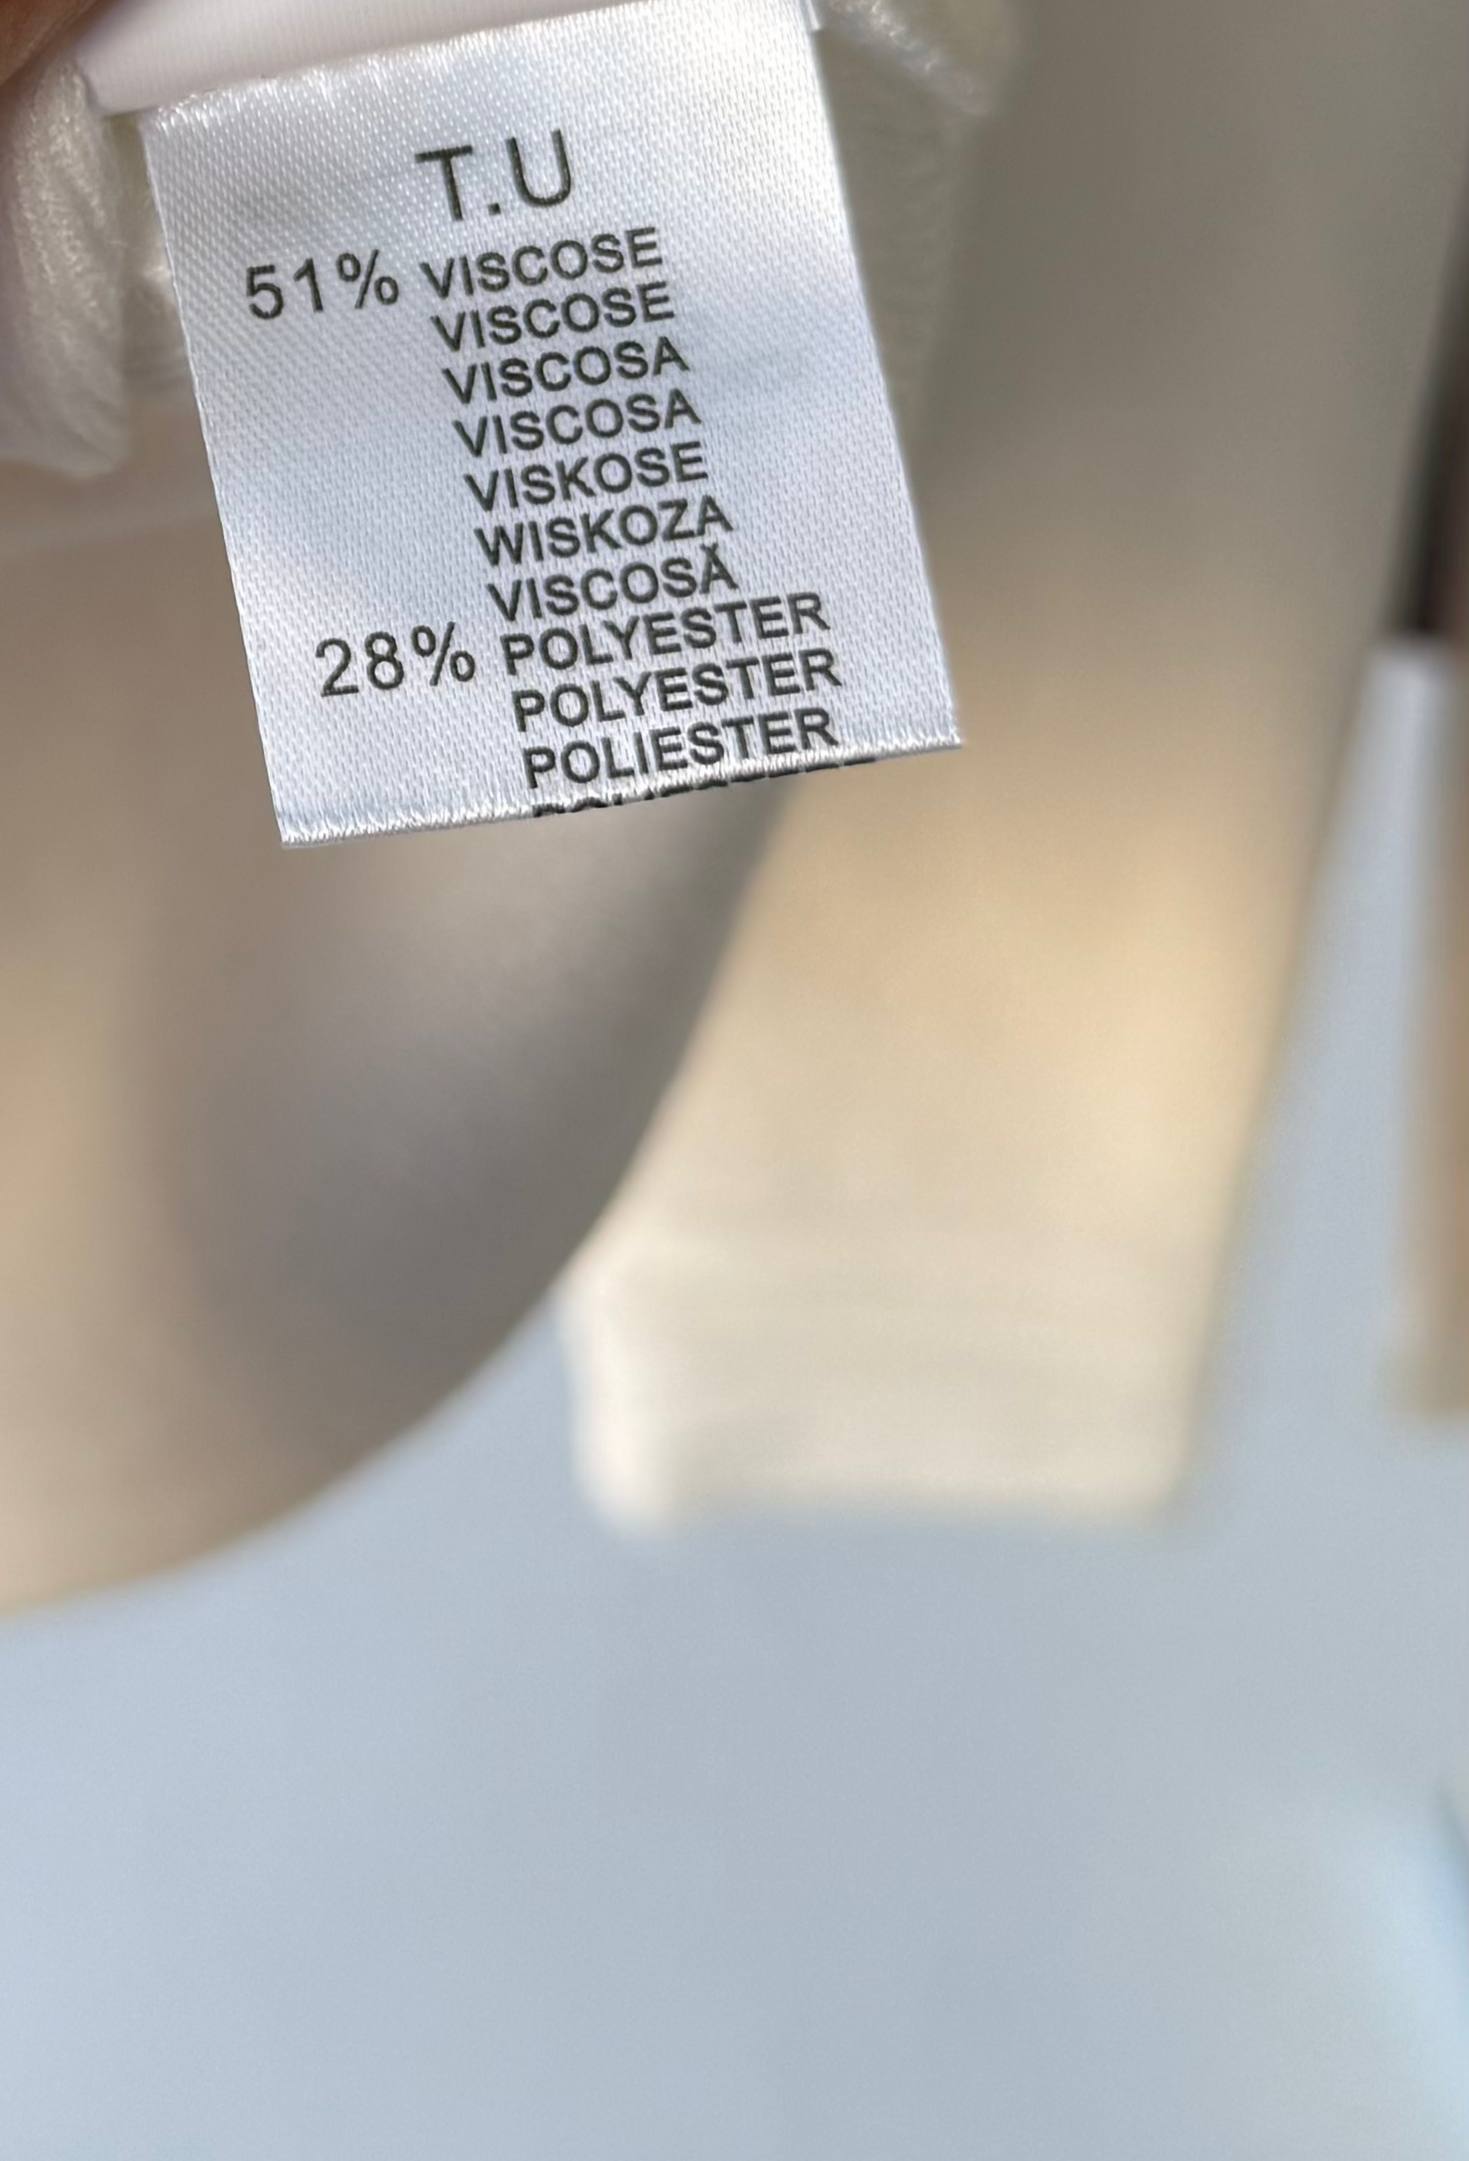 T.U
51% VISCOSE
VISCOSE
VISCOSA
VISCOSA
VISKOSE
WISKOZA
VISCOSĂ
28% POLYESTER
POLYESTER
POLIESTER